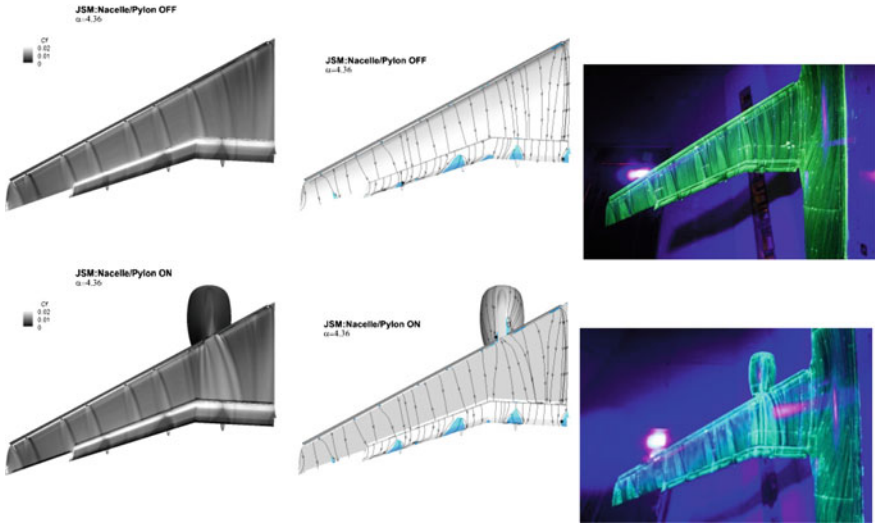 JSM:Nacelle/Pylon OFF
α=4.36
Cf
0.02
0.01
0
JSM:Nacelle/Pylon OFF
α=4.36
JSM:Nacelle/Pylon ON
α=4.36
Cf
0.02
0.01
0
JSM:Nacelle/Pylon ON
α=4.36